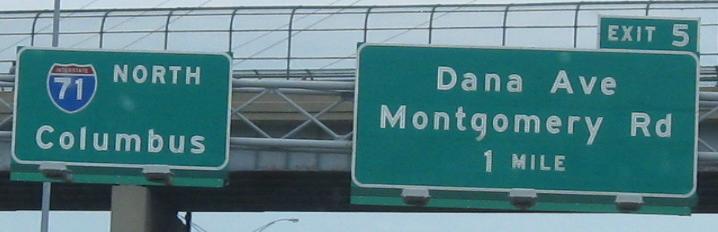 INTERSTATE
71 NORTH
Columbus
EXIT 5
Dana Ave
Montgomery Rd
1 MILE